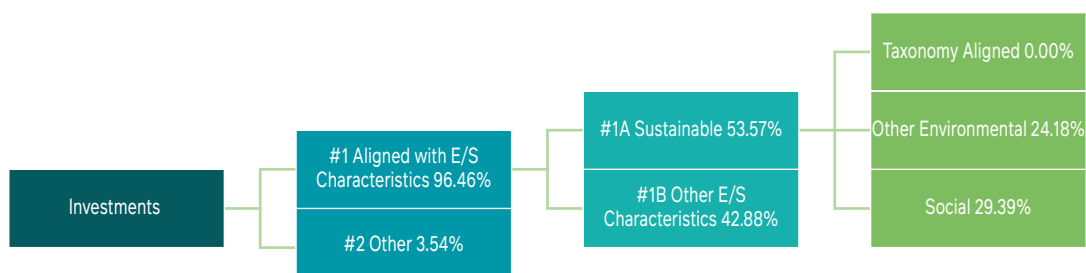 Investments
#1 Aligned with E/S
Characteristics 96.46%
#2 Other 3.54%
#1A Sustainable 53.57%
#1B Other E/S
Characteristics 42.88%
Taxonomy Aligned 0.00%
Other Environmental 24.18%
Social 29.39%